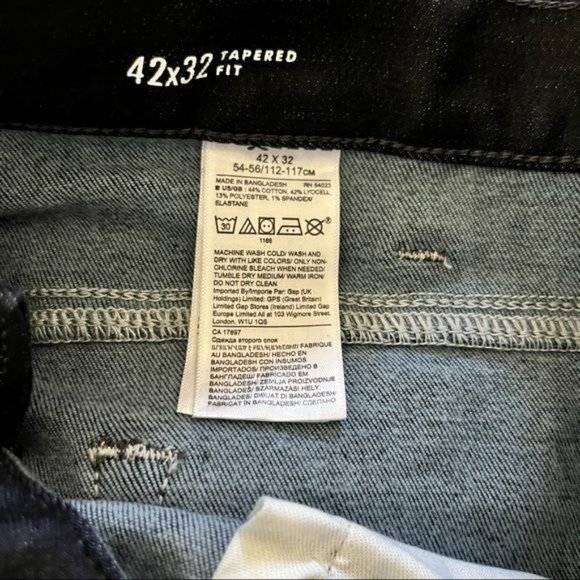 42x32 TAPERED
FIT
42 X 32
54-56/112-117CM
MADE IN BANGLADESH RN 54023
US/GB: 44% COTTON, 42% LYOCELL,
13% POLYESTER, 1% SPANDEX/
ELASTANE
30
1166
MACHINE WASH COLD/ WASH AND
DRY WITH LIKE COLORS/ ONLY NON-
CHLORINE BLEACH WHEN NEEDED/
TUMBLE DRY MEDIUM/ WARM IRON/
DO NOT DRY CLEAN
Imported By/Importe Par: Gap (UK
Holdings) Limited: GPS (Great Britain)
Limited Gap Stores (Ireland) Limited Gap
Europe Limited All at 103 Wigmore Street,
London, W1U 1QS
CA 17897
Одежда второго слоя
FABRIQUE
AU BANGLADESH/ HECHO EN
BANGLADESH CON INSUMOS
IMPORTADOS/ ПРОИЗВЕДЕНО В
БАНГЛАДЕШ/ ZEMLJA PROIZVODNJE
BANGLADEŠ/ SZÁRMAZÁSI HELY:
BANGLADES/ DIBUAT DI BANGLADESH/
FABRICAT ÎN BANGLADESH/ СДЕЛАНО